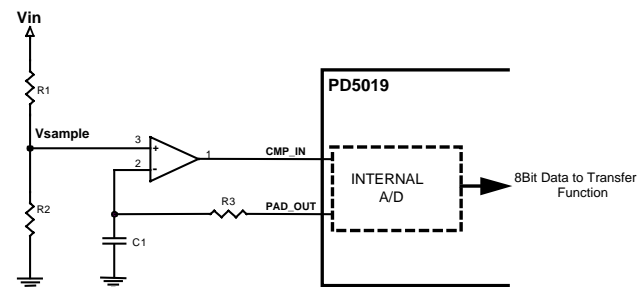 Vin
R1
Vsample
3
+
2
-
1
CMP_IN
R2
R3
PAD_OUT
C1
PD5019
INTERNAL
A/D
8Bit Data to Transfer
Function